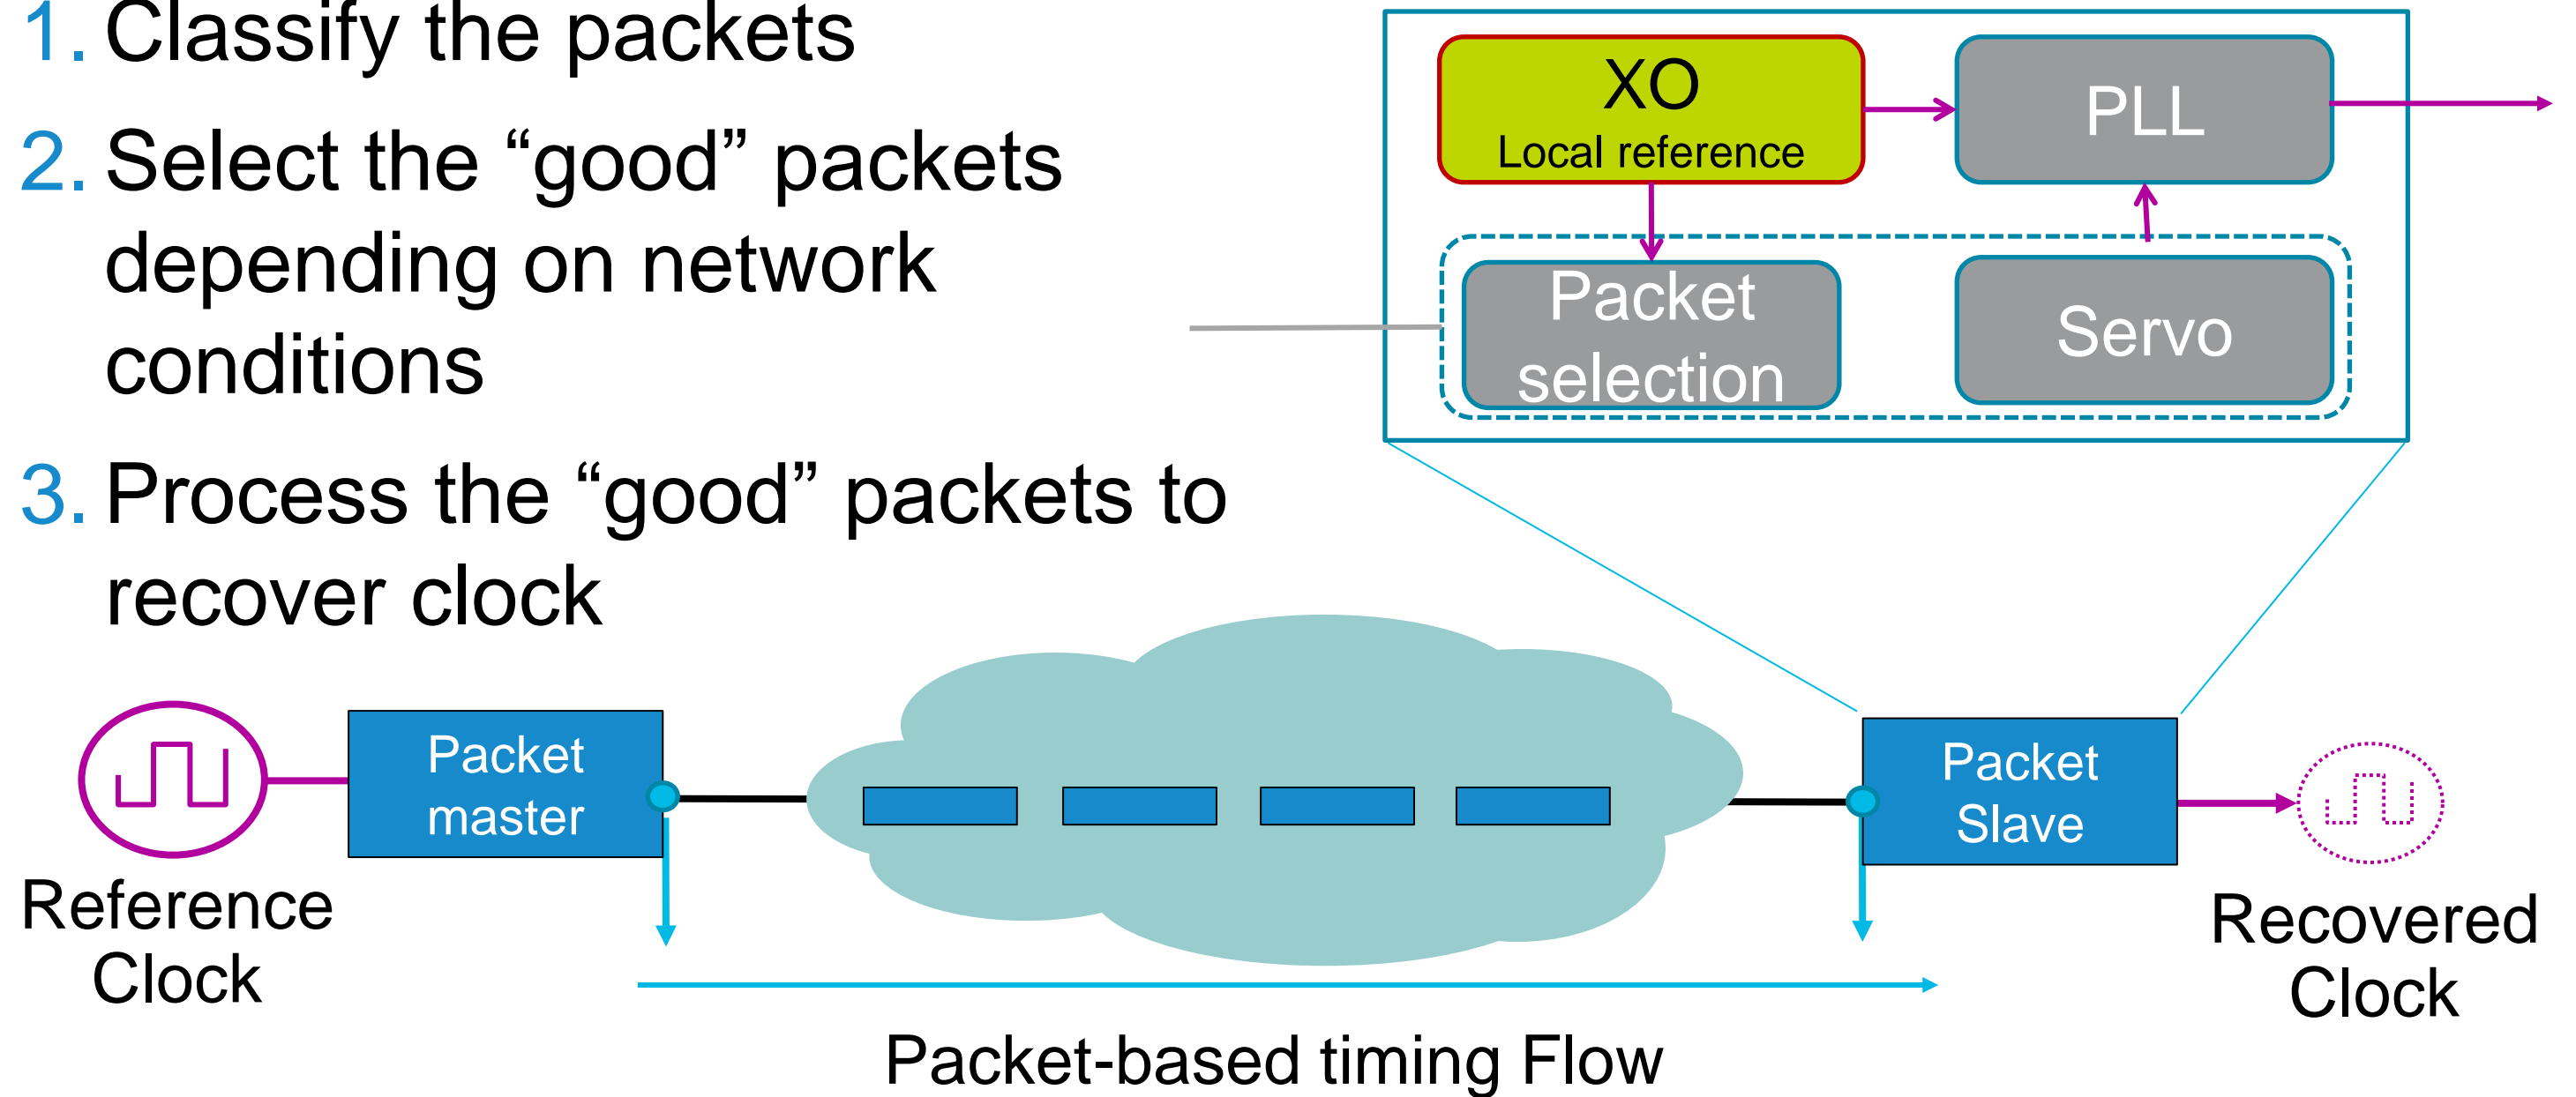 1. Classify the packets
2. Select the “good” packets
depending on network
conditions
3. Process the “good” packets to
recover clock
XO
Local reference
PLL
Packet
selection
Servo
Packet
master
Packet
Slave
Reference
Clock
Recovered
Clock
Packet-based timing Flow